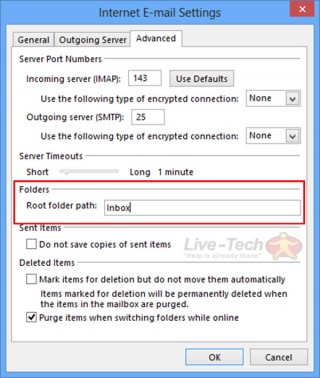 Internet E-mail Settings
General
Outgoing Server
Advanced
Server Port Numbers
Incoming server (IMAP): 143 Use Defaults
Use the following type of encrypted connection: None
Outgoing server (SMTP): 25
Use the following type of encrypted connection: None
Server Timeouts
Short Long 1 minute
Folders
Root folder path: Inbox
Sent Items
Do not save copies of sent items
Live-Tech
"Help is already there"
Deleted Items
Mark items for deletion but do not move them automatically
Items marked for deletion will be permanently deleted when
the items in the mailbox are purged.
Purge items when switching folders while online
OK
Cancel